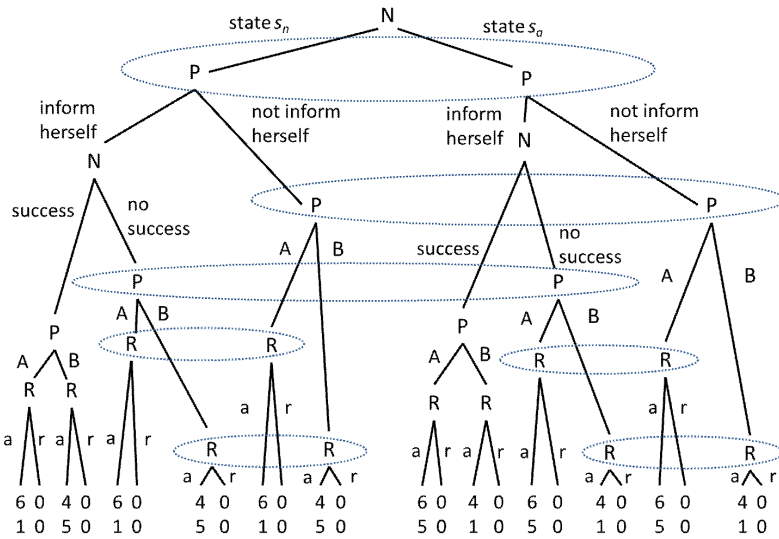 N
state sn state sa
P P
inform herself not inform herself inform herself not inform herself
N N
success no success P success no success P
A B A B
P P
A B A B
P R R P R R
A B A B
R R R R
a r a r a r R a r R a r a r a r R a r R
a r a r a r a r
6 0 4 0 6 0 4 0 6 0 4 0 6 0 4 0 6 0 4 0 6 0 4 0
1 0 5 0 1 0 5 0 1 0 5 0 5 0 1 0 5 0 1 0 5 0 1 0